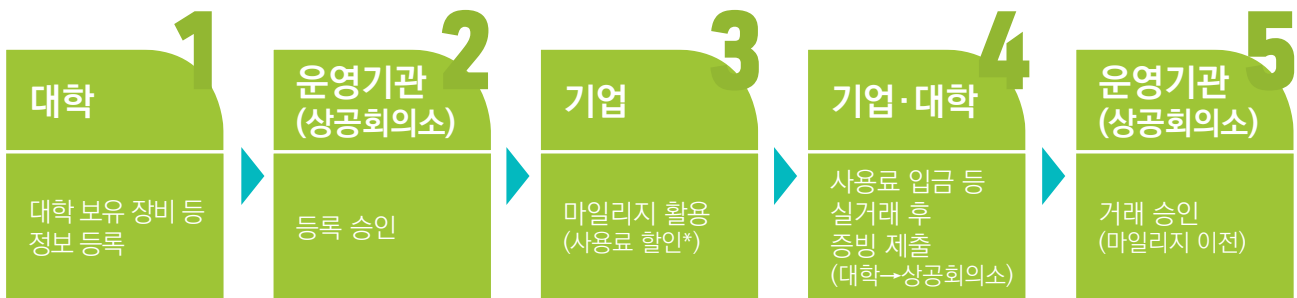 1
대학
대학 보유 장비 등
정보 등록
2
운영기관
(상공회의소)
등록 승인
3
기업
마일리지 활용
(사용료 할인*)
4
기업·대학
사용료 입금 등
실거래 후
증빙 제출
(대학→상공회의소)
5
운영기관
(상공회의소)
거래 승인
(마일리지 이전)